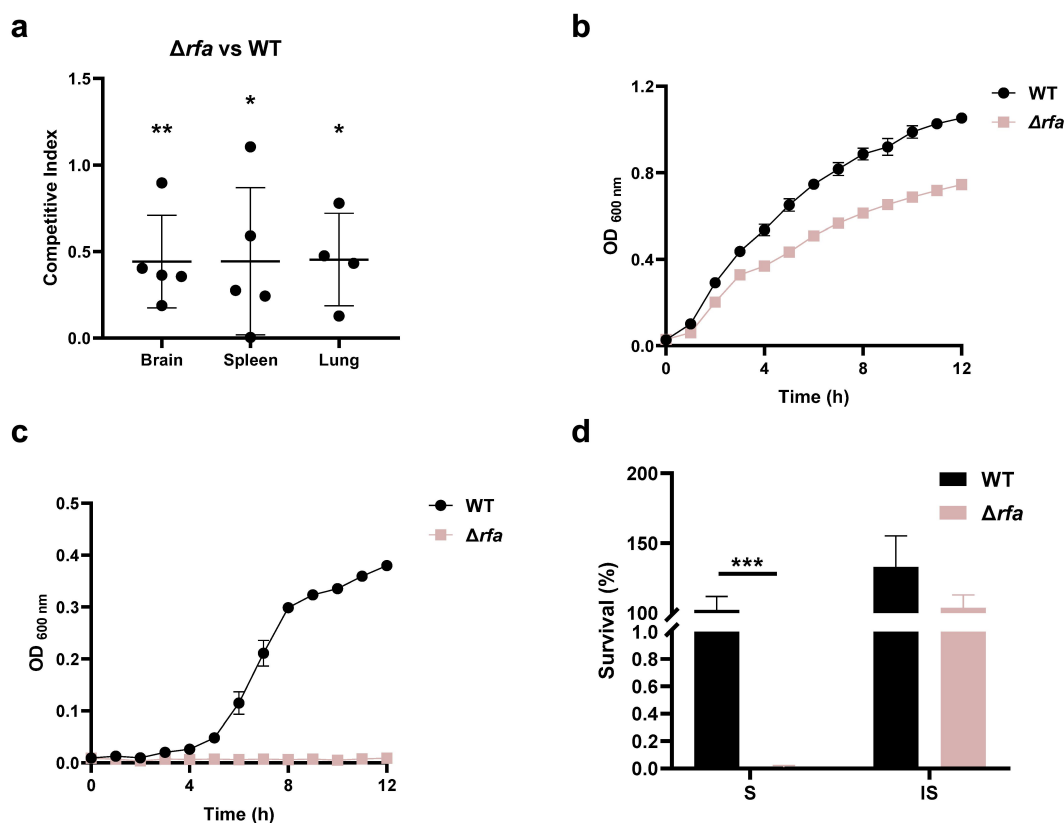 a
Δrfa vs WT
Competitive Index
1.5
1.0
0.5
0.0
**
*
*
Brain Spleen Lung
b
OD 600 nm
1.2
0.8
0.4
0.0
0 4 8 12
Time (h)
WT
Δrfa
c
OD 600 nm
0.5
0.4
0.3
0.2
0.1
0.0
0 4 8 12
Time (h)
WT
Δrfa
d
Survival (%)
200
150
100
1.0
0.8
0.6
0.4
0.2
0.0
***
S IS
WT
Δrfa